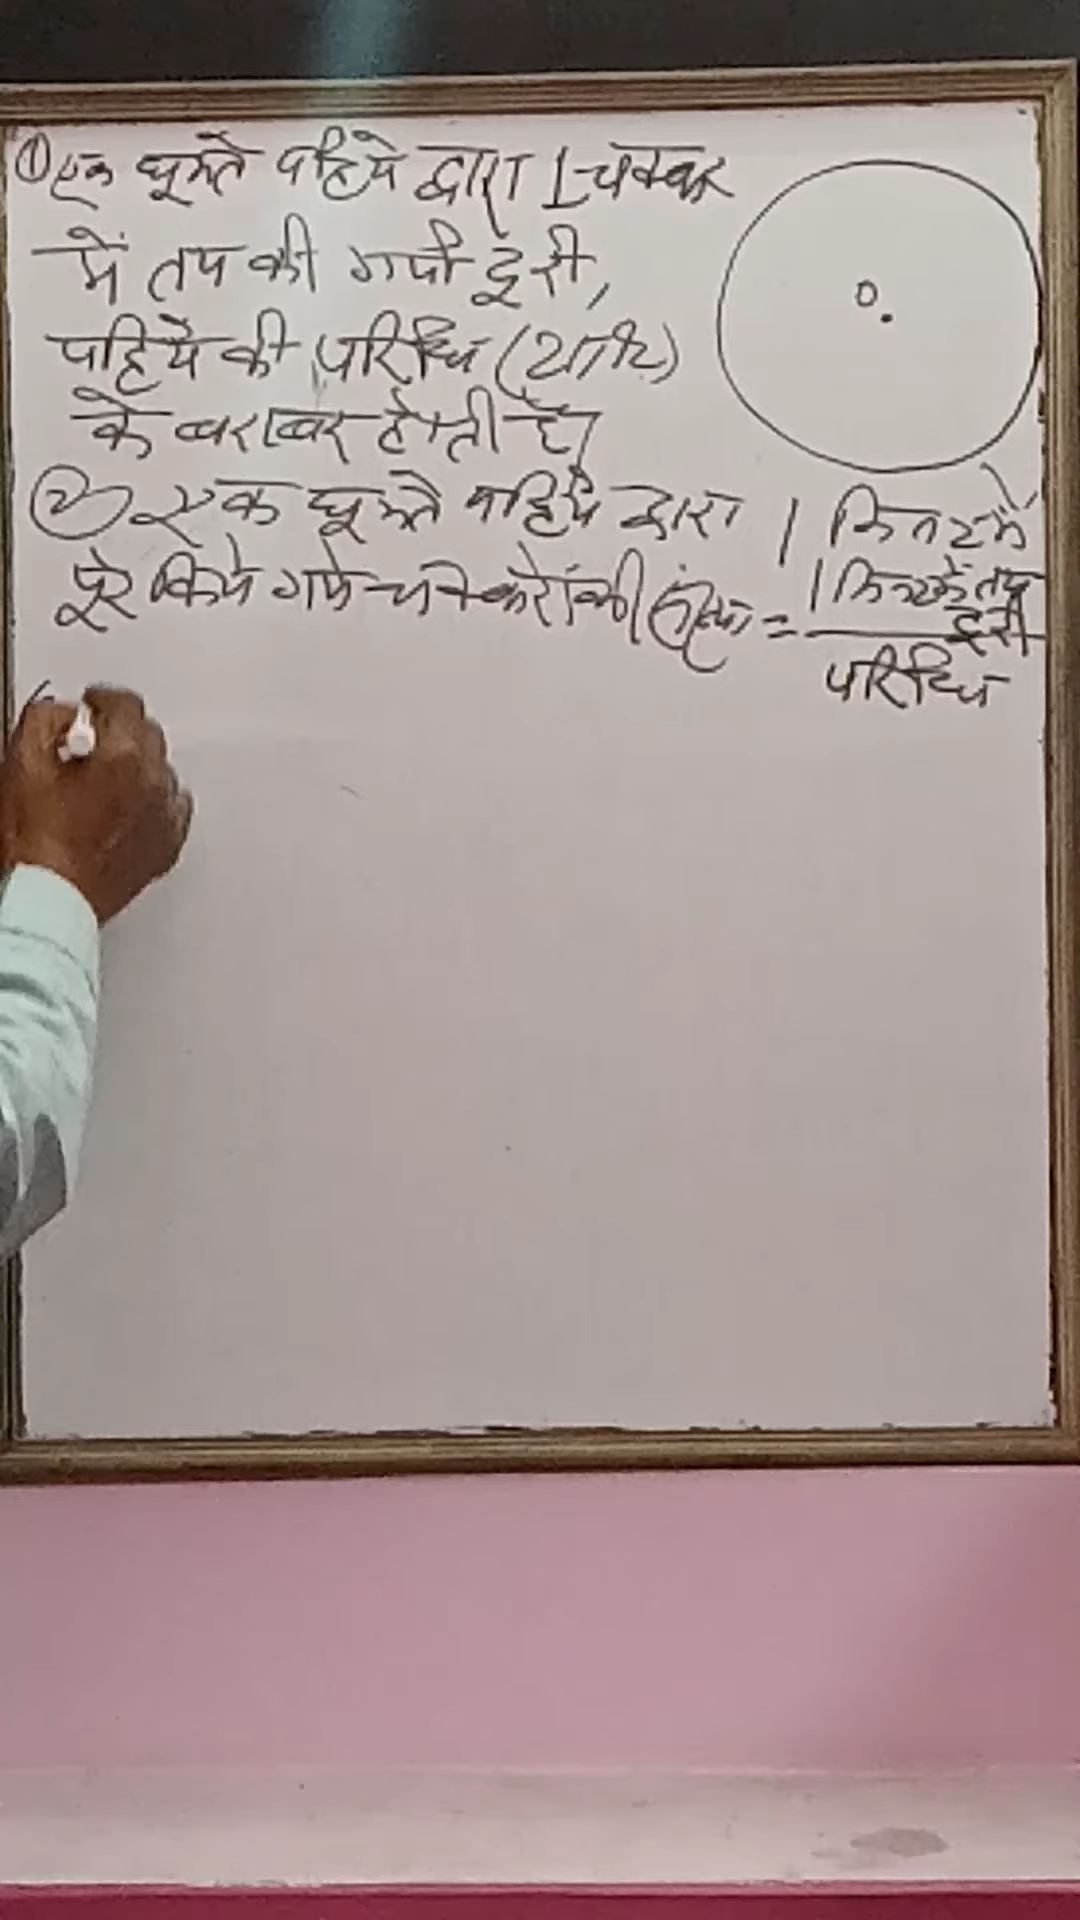 ① एक घूमते पहिये द्वारा 1 चक्कर
में तय की गयी दूरी,
पहिये की परिधि (2πr)
के बराबर होती है।
② एक घूमते पहिये द्वारा 1 मिनट में
पूरे किये गये चक्करों की संख्या = 1 मिनट में तय दूरी
परिधि
O